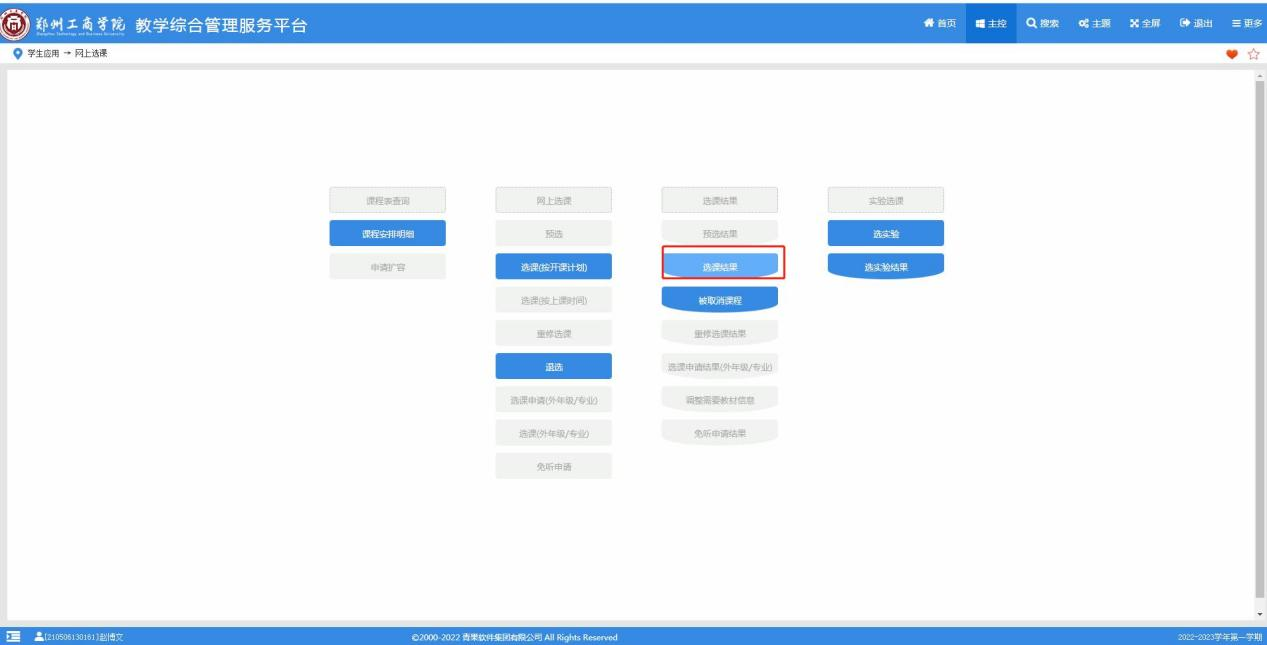 郑州工商学院 教学综合管理服务平台
首页 主控 搜索 主题 全屏 退出 更多
学生应用 → 网上选课
课程表查询 网上选课 选课结果 实验选课
课程安排明细 预选 预选结果 选实验
申请扩容 选课(按开课计划) 选课结果 选实验结果
选课(按上课时间) 被取消课程
重修选课 重修选课结果
退选 选课申请结果(外年级/专业)
选课申请(外年级/专业) 调整需要教材信息
选课(外年级/专业) 免听申请结果
免听申请
[210506130161]赵博文 ©2000-2022 青果软件集团有限公司 All Rights Reserved 2022-2023学年第一学期